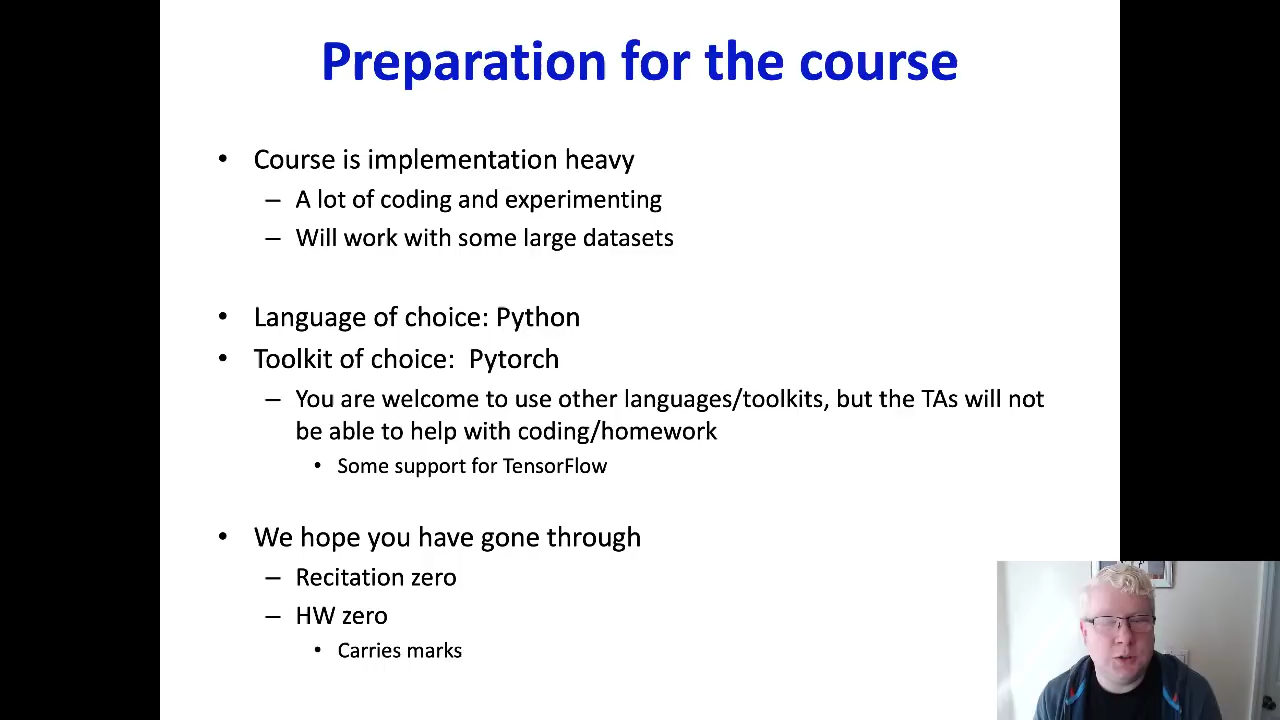 Preparation for the course
• Course is implementation heavy
– A lot of coding and experimenting
– Will work with some large datasets
• Language of choice: Python
• Toolkit of choice: Pytorch
– You are welcome to use other languages/toolkits, but the TAs will not
be able to help with coding/homework
• Some support for TensorFlow
• We hope you have gone through
– Recitation zero
– HW zero
• Carries marks